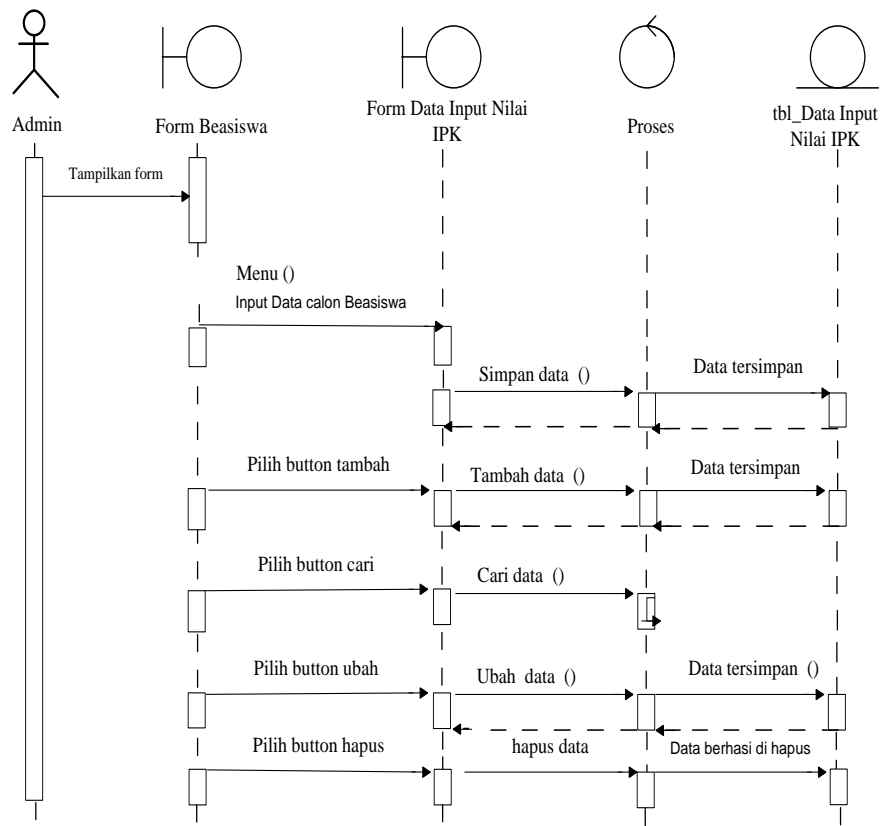 Admin
Form Beasiswa
Form Data Input Nilai
IPK
Proses
tbl_Data Input
Nilai IPK
Tampilkan form
Menu ()
Input Data calon Beasiswa
Simpan data ()
Data tersimpan
Pilih button tambah
Tambah data ()
Data tersimpan
Pilih button cari
Cari data ()
Pilih button ubah
Ubah data ()
Data tersimpan ()
Pilih button hapus
hapus data
Data berhasi di hapus